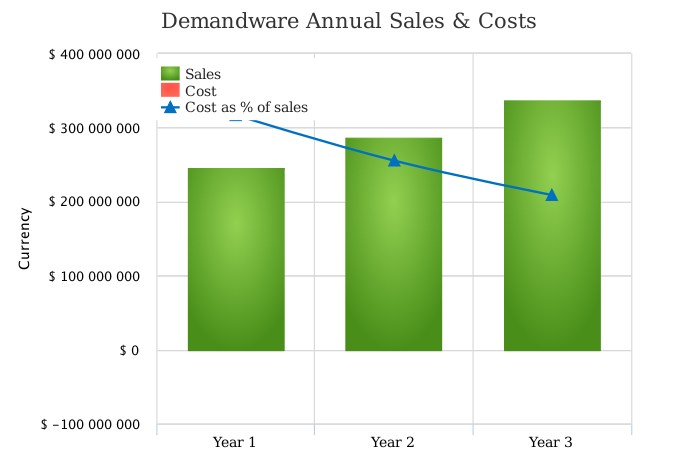 Demandware Annual Sales & Costs
$ 400 000 000
Sales
Cost
Cost as % of sales
$ 300 000 000
$ 200 000 000
Currency
$ 100 000 000
$ 0
$ −100 000 000
Year 1 Year 2 Year 3